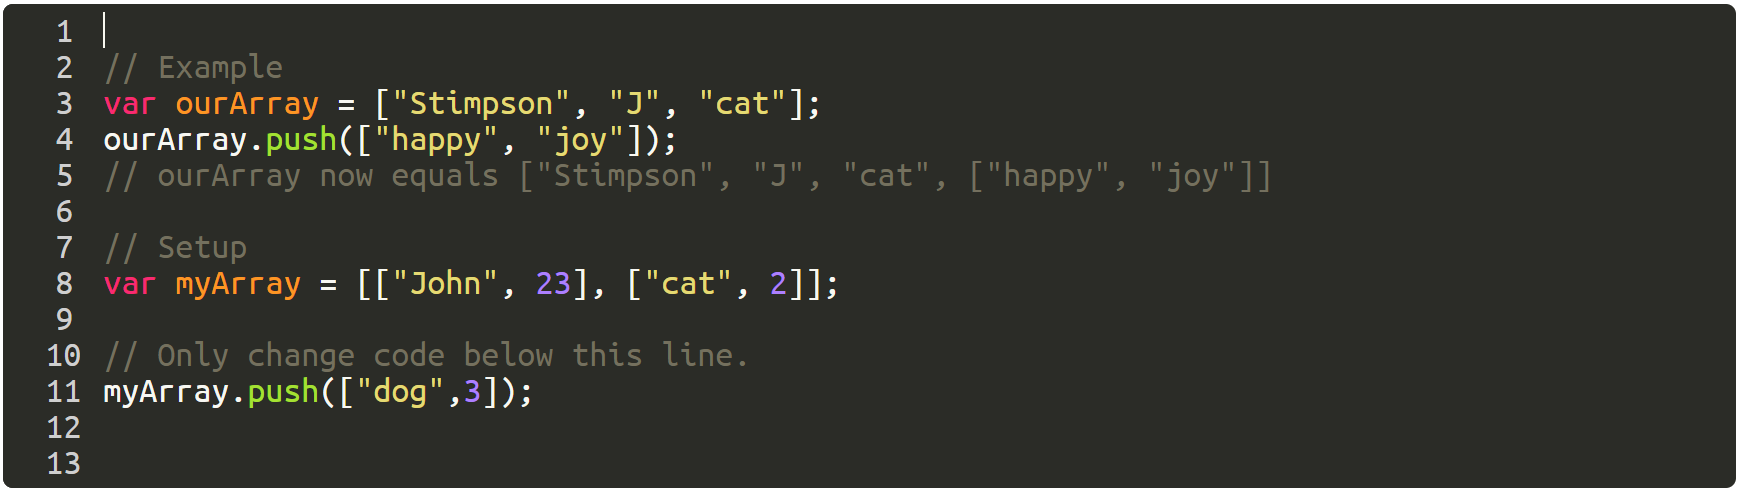 1
2 // Example
3 var ourArray = ["Stimpson", "J", "cat"];
4 ourArray.push(["happy", "joy"]);
5 // ourArray now equals ["Stimpson", "J", "cat", ["happy", "joy"]]
6
7 // Setup
8 var myArray = [["John", 23], ["cat", 2]];
9
10 // Only change code below this line.
11 myArray.push(["dog",3]);
12
13